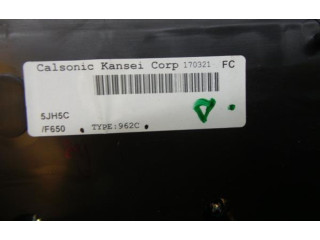 Calsonic Kansei Corp 170321 FC
5JH5C
/F650 TYPE:962C